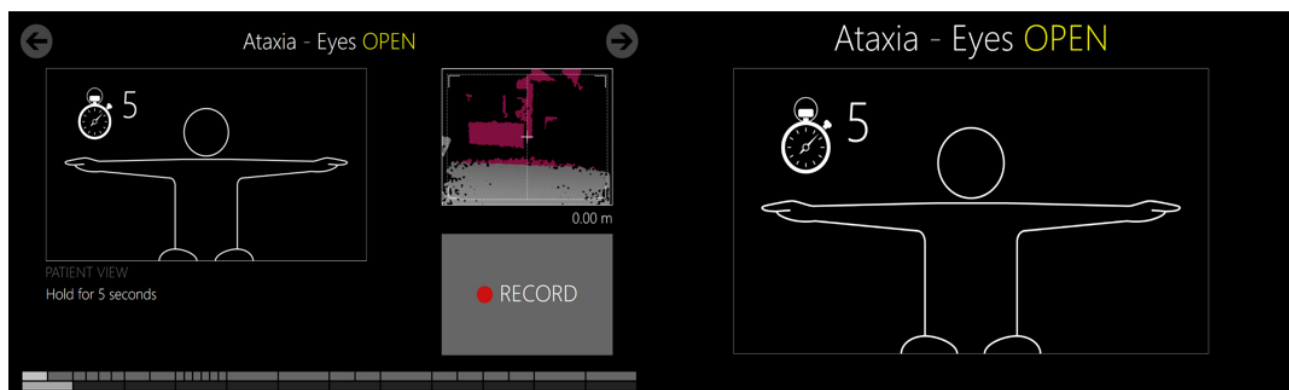 Ataxia - Eyes OPEN
5
0.00 m
PATIENT VIEW
Hold for 5 seconds
RECORD
Ataxia - Eyes OPEN
5